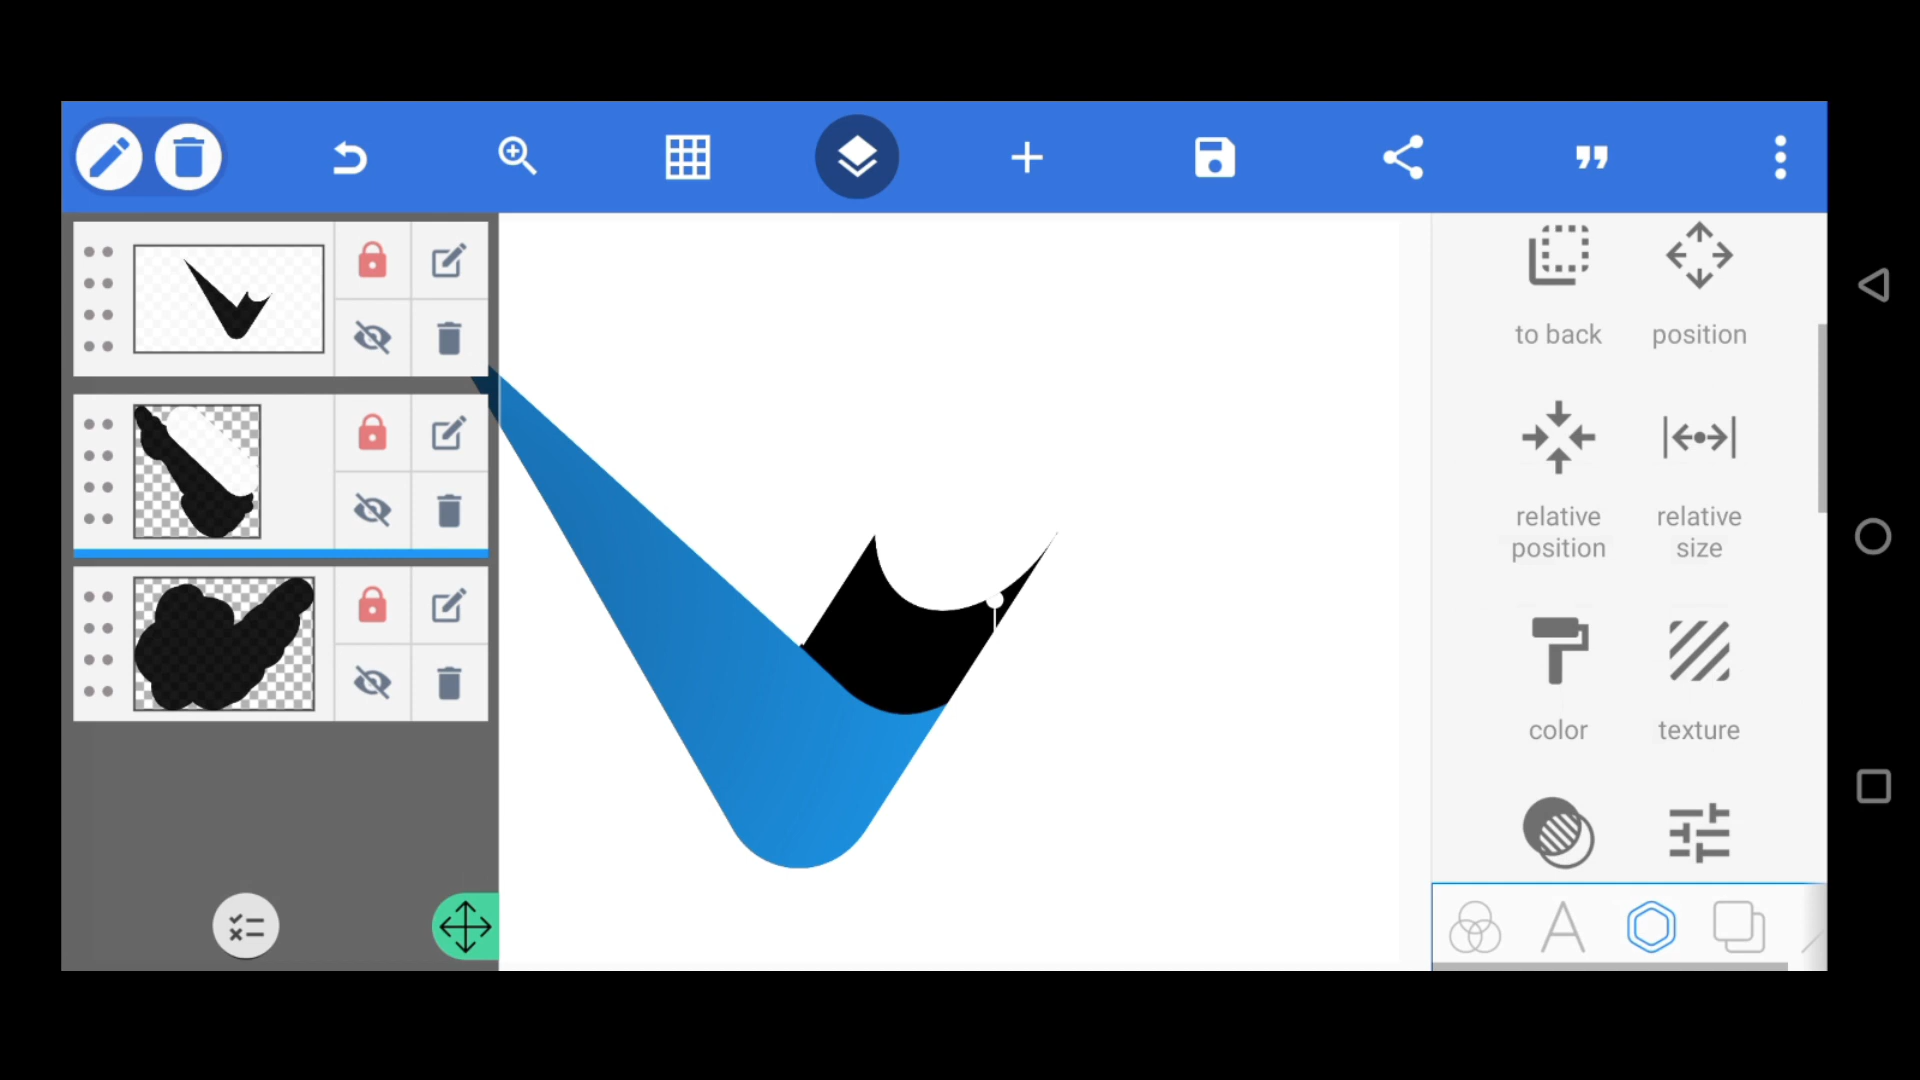 to back
position
relative
position
relative
size
color
texture